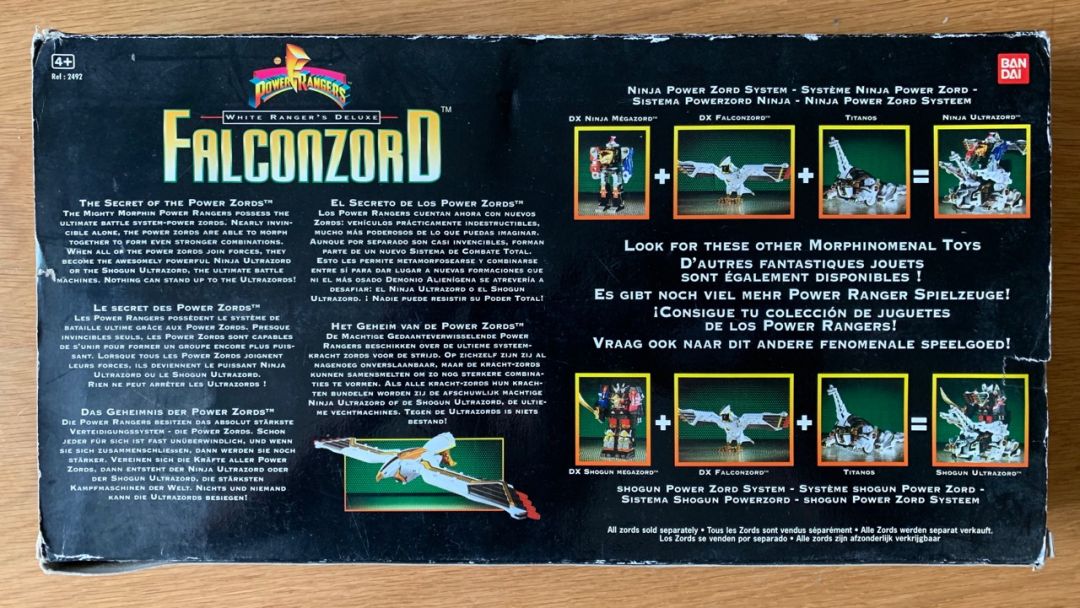 4+
Ref : 2492
POWER RANGERS™
WHITE RANGER'S DELUXE
FALCONZORD™
THE SECRET OF THE POWER ZORDS™
THE MIGHTY MORPHIN POWER RANGERS POSSESS THE
ULTIMATE BATTLE SYSTEM-POWER ZORDS. NEARLY INVIN-
CIBLE ALONE, THE POWER ZORDS ARE ABLE TO MORPH
TOGETHER TO FORM EVEN STRONGER COMBINATIONS.
WHEN ALL OF THE POWER ZORDS JOIN FORCES, THEY
BECOME THE AWESOMELY POWERFUL NINJA ULTRAZORD
OR THE SHOGUN ULTRAZORD, THE ULTIMATE BATTLE
MACHINES. NOTHING CAN STAND UP TO THE ULTRAZORDS!
LE SECRET DES POWER ZORDS™
LES POWER RANGERS POSSÈDENT LE SYSTÈME DE
BATAILLE ULTIME GRÂCE AUX POWER ZORDS. PRESQUE
INVINCIBLES SEULS, LES POWER ZORDS SONT CAPABLES
DE S'UNIR POUR FORMER UN GROUPE ENCORE PLUS PUIS-
SANT. LORSQUE TOUS LES POWER ZORDS JOIGNENT
LEURS FORCES, ILS DEVIENNENT LE PUISSANT NINJA
ULTRAZORD OU LE SHOGUN ULTRAZORD.
RIEN NE PEUT ARRÊTER LES ULTRAZORDS !
DAS GEHEIMNIS DER POWER ZORDS™
DIE POWER RANGERS BESITZEN DAS ABSOLUT STÄRKSTE
VERTEIDIGUNGSSYSTEM - DIE POWER ZORDS. SCHON
JEDER FÜR SICH IST FAST UNÜBERWINDLICH, UND WENN
SIE SICH ZUSAMMENSCHLIESSEN, DANN WERDEN SIE NOCH
STÄRKER. VEREINEN SICH DIE KRÄFTE ALLER POWER
ZORDS, DANN ENTSTEHT DER NINJA ULTRAZORD ODER
DER SHOGUN ULTRAZORD, DIE STÄRKSTEN
KAMPFMASCHINEN DER WELT. NICHTS UND NIEMAND
KANN DIE ULTRAZORDS BESIEGEN!
EL SECRETO DE LOS POWER ZORDS™
LOS POWER RANGERS CUENTAN AHORA CON NUEVOS
ZORDS: VEHÍCULOS PRÁCTICAMENTE INDESTRUCTIBLES,
MUCHO MÁS PODEROSOS DE LO QUE PUEDAS IMAGINAR.
AUNQUE POR SEPARADO SON CASI INVENCIBLES, FORMAN
PARTE DE UN NUEVO SISTEMA DE COMBATE TOTAL.
ESTO LES PERMITE METAMORFOSEARSE Y COMBINARSE
ENTRE SÍ PARA DAR LUGAR A NUEVAS FORMACIONES QUE
NI EL MÁS OSADO DEMONIO ALIENÍGENA SE ATREVERÍA A
DESAFIAR: EL NINJA ULTRAZORD O EL SHOGUN
ULTRAZORD. ¡ NADIE PUEDE RESISTIR SU PODER TOTAL!
HET GEHEIM VAN DE POWER ZORDS™
DE MACHTIGE GEDAANTEVERWISSELENDE POWER
RANGERS BESCHIKKEN OVER DE ULTIEME SYSTEEM-
KRACHT ZORDS VOOR DE STRIJD. OP ZICHZELF ZIJN ZIJ AL
NAGENOEG ONVERSLAANBAAR, MAAR DE KRACHT-ZORDS
KUNNEN SAMENSMELTEN OM ZO NOG STERKERE COMBINA-
TIES TE VORMEN. ALS ALLE KRACHT-ZORDS HUN KRACH-
TEN BUNDELEN WORDEN ZIJ DE AFSCHUWLIJK MACHTIGE
NINJA ULTRAZORD OF DE SHOGUN ULTRAZORD, DE ULTIE-
ME VECHTMACHINES. TEGEN DE ULTRAZORDS IS NIETS
BESTAND!
BAN
DAI
NINJA POWER ZORD SYSTEM - SYSTÈME NINJA POWER ZORD -
SISTEMA POWERZORD NINJA - NINJA POWER ZORD SYSTEEM
DX NINJA MÉGAZORD™ DX FALCONZORD™ TITANOS NINJA ULTRAZORD™
+ + =
LOOK FOR THESE OTHER MORPHINOMENAL TOYS
D'AUTRES FANTASTIQUES JOUETS
SONT ÉGALEMENT DISPONIBLES !
ES GIBT NOCH VIEL MEHR POWER RANGER SPIELZEUGE!
¡CONSIGUE TU COLECCIÓN DE JUGUETES
DE LOS POWER RANGERS!
VRAAG OOK NAAR DIT ANDERE FENOMENALE SPEELGOED!
+ + =
DX SHOGUN MEGAZORD™ DX FALCONZORD™ TITANOS SHOGUN ULTRAZORD™
SHOGUN POWER ZORD SYSTEM - SYSTÈME SHOGUN POWER ZORD -
SISTEMA SHOGUN POWERZORD - SHOGUN POWER ZORD SYSTEEM
All zords sold separately • Tous les Zords sont vendus séparément • Alle Zords werden separat verkauft.
Los Zords se venden por separado • Alle zords zijn afzonderlijk verkrijgbaar